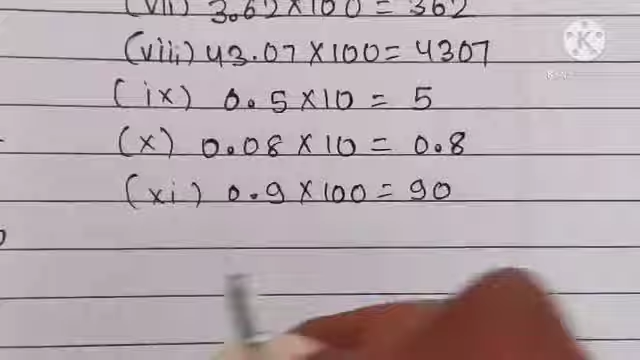 (vii) 3.62 × 100 = 362
(viii) 43.07 × 100 = 4307
(ix) 0.5 × 10 = 5
(x) 0.08 × 10 = 0.8
(xi) 0.9 × 100 = 90